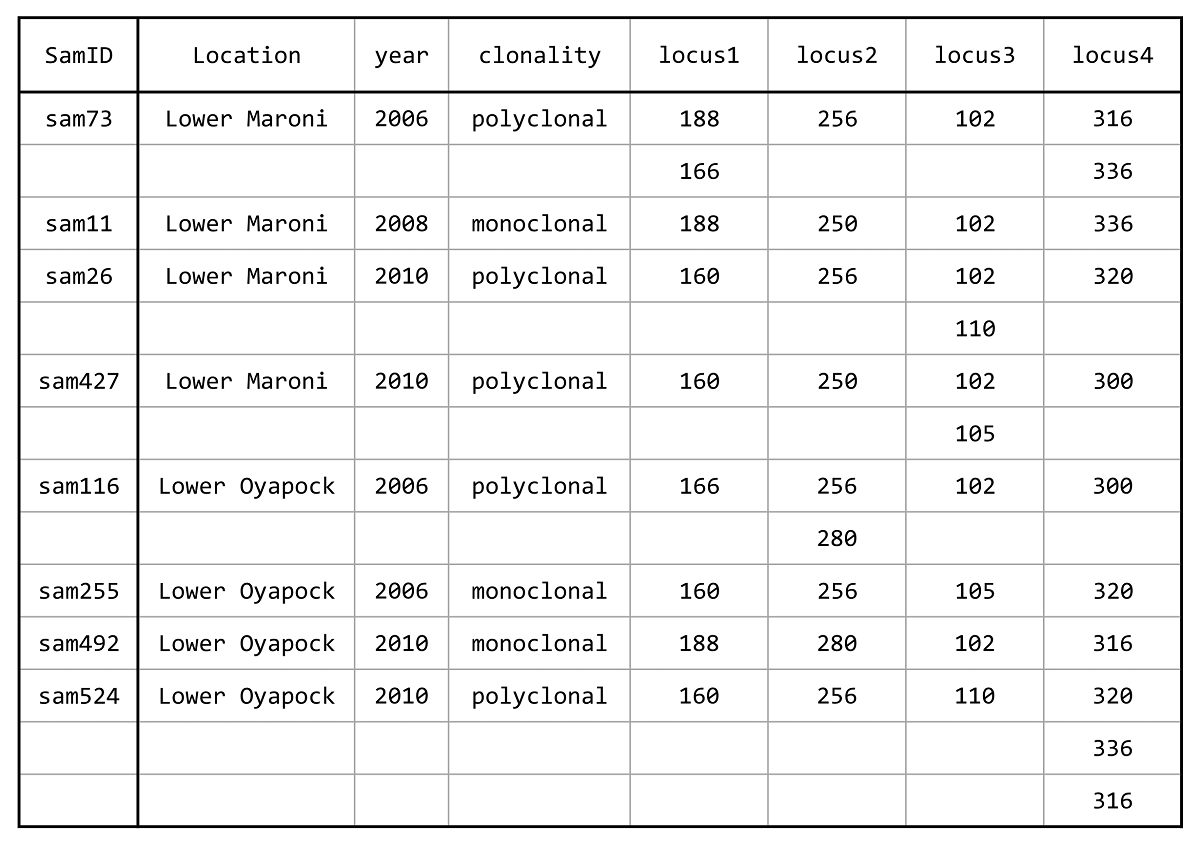 SamID Location year clonality locus1 locus2 locus3 locus4
sam73 Lower Maroni 2006 polyclonal 188 256 102 316
166 336
sam11 Lower Maroni 2008 monoclonal 188 250 102 336
sam26 Lower Maroni 2010 polyclonal 160 256 102 320
110
sam427 Lower Maroni 2010 polyclonal 160 250 102 300
105
sam116 Lower Oyapock 2006 polyclonal 166 256 102 300
280
sam255 Lower Oyapock 2006 monoclonal 160 256 105 320
sam492 Lower Oyapock 2010 monoclonal 188 280 102 316
sam524 Lower Oyapock 2010 polyclonal 160 256 110 320
336
316